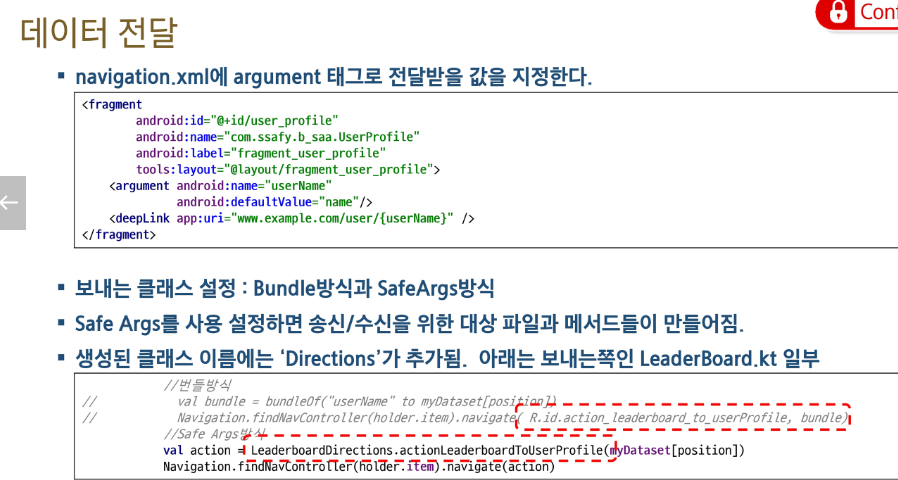 Conf
데이터 전달
▪ navigation.xml에 argument 태그로 전달받을 값을 지정한다.
<fragment
android:id="@+id/user_profile"
android:name="com.ssafy.b_saa.UserProfile"
android:label="fragment_user_profile"
tools:layout="@layout/fragment_user_profile">
<argument android:name="userName"
android:defaultValue="name"/>
<deepLink app:uri="www.example.com/user/{userName}" />
</fragment>
▪ 보내는 클래스 설정 : Bundle방식과 SafeArgs방식
▪ Safe Args를 사용 설정하면 송신/수신을 위한 대상 파일과 메서드들이 만들어짐.
▪ 생성된 클래스 이름에는 ‘Directions’가 추가됨. 아래는 보내는쪽인 LeaderBoard.kt 일부
//번들방식
// val bundle = bundleOf("userName" to myDataset[position])
// Navigation.findNavController(holder.item).navigate( R.id.action_leaderboard_to_userProfile, bundle)
//Safe Args방식
val action = LeaderboardDirections.actionLeaderboardToUserProfile(myDataset[position])
Navigation.findNavController(holder.item).navigate(action)